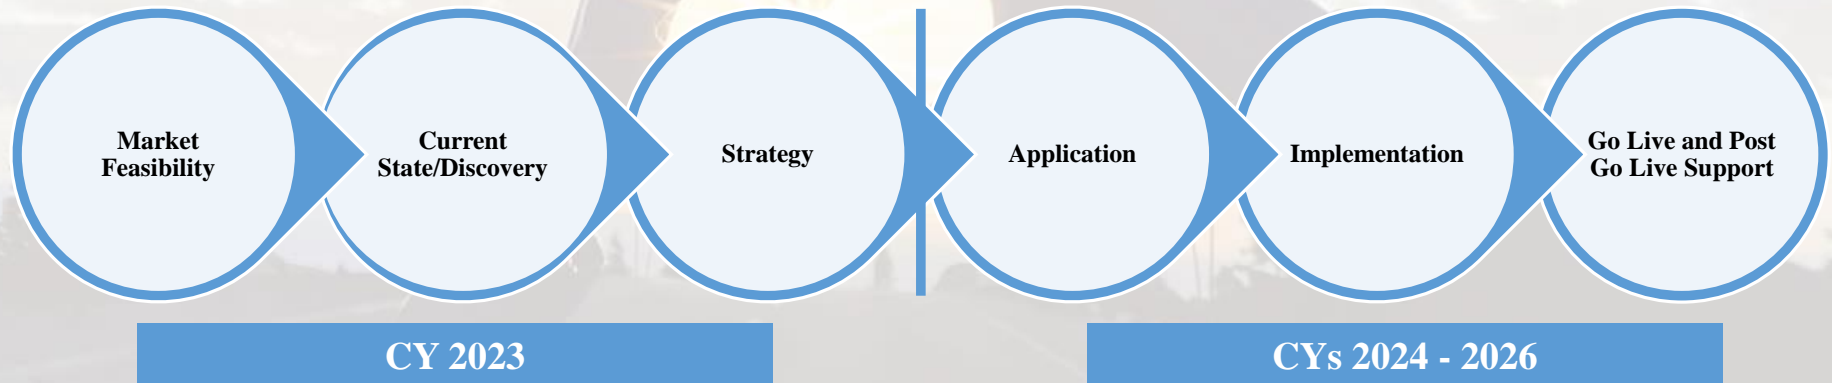 Market
Feasibility
Current
State/Discovery
Strategy
Application
Implementation
Go Live and Post
Go Live Support
CY 2023
CYs 2024 - 2026